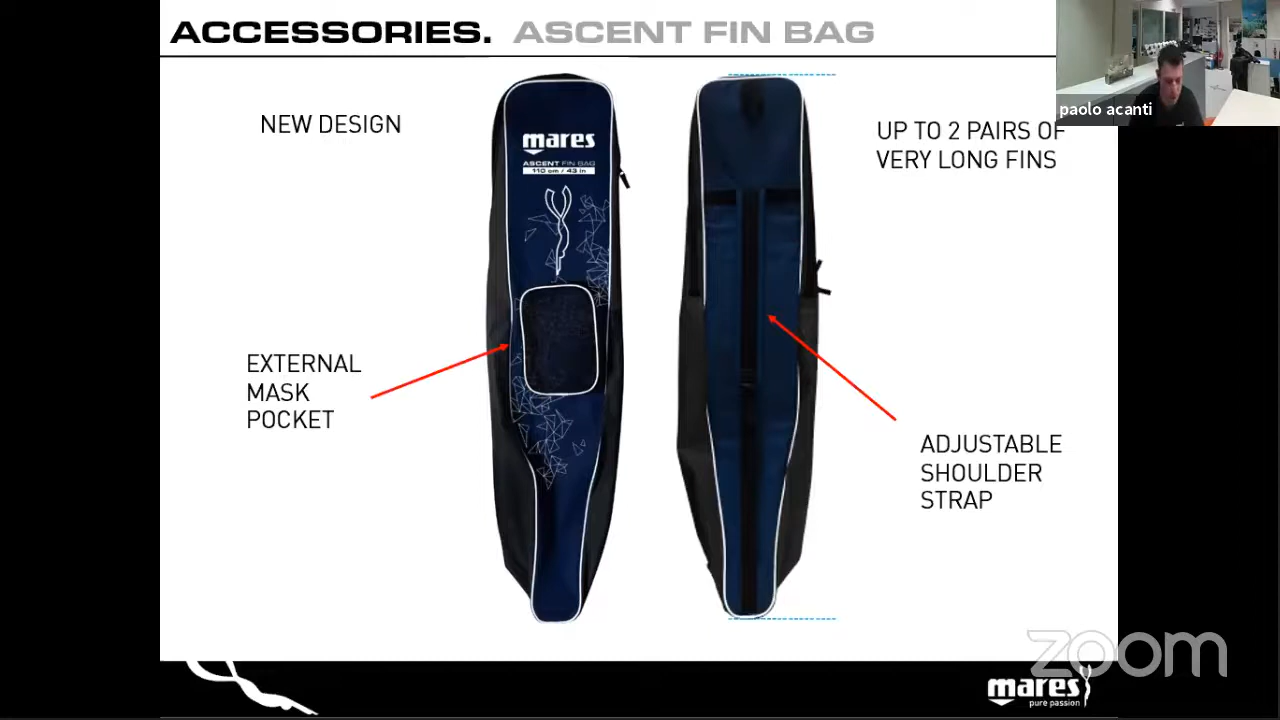 ACCESSORIES. ASCENT FIN BAG
paolo acanti
NEW DESIGN
UP TO 2 PAIRS OF
VERY LONG FINS
mares
ASCENT FIN BAG
110 cm / 43 in
EXTERNAL
MASK
POCKET
ADJUSTABLE
SHOULDER
STRAP
zoom
mares
pure passion